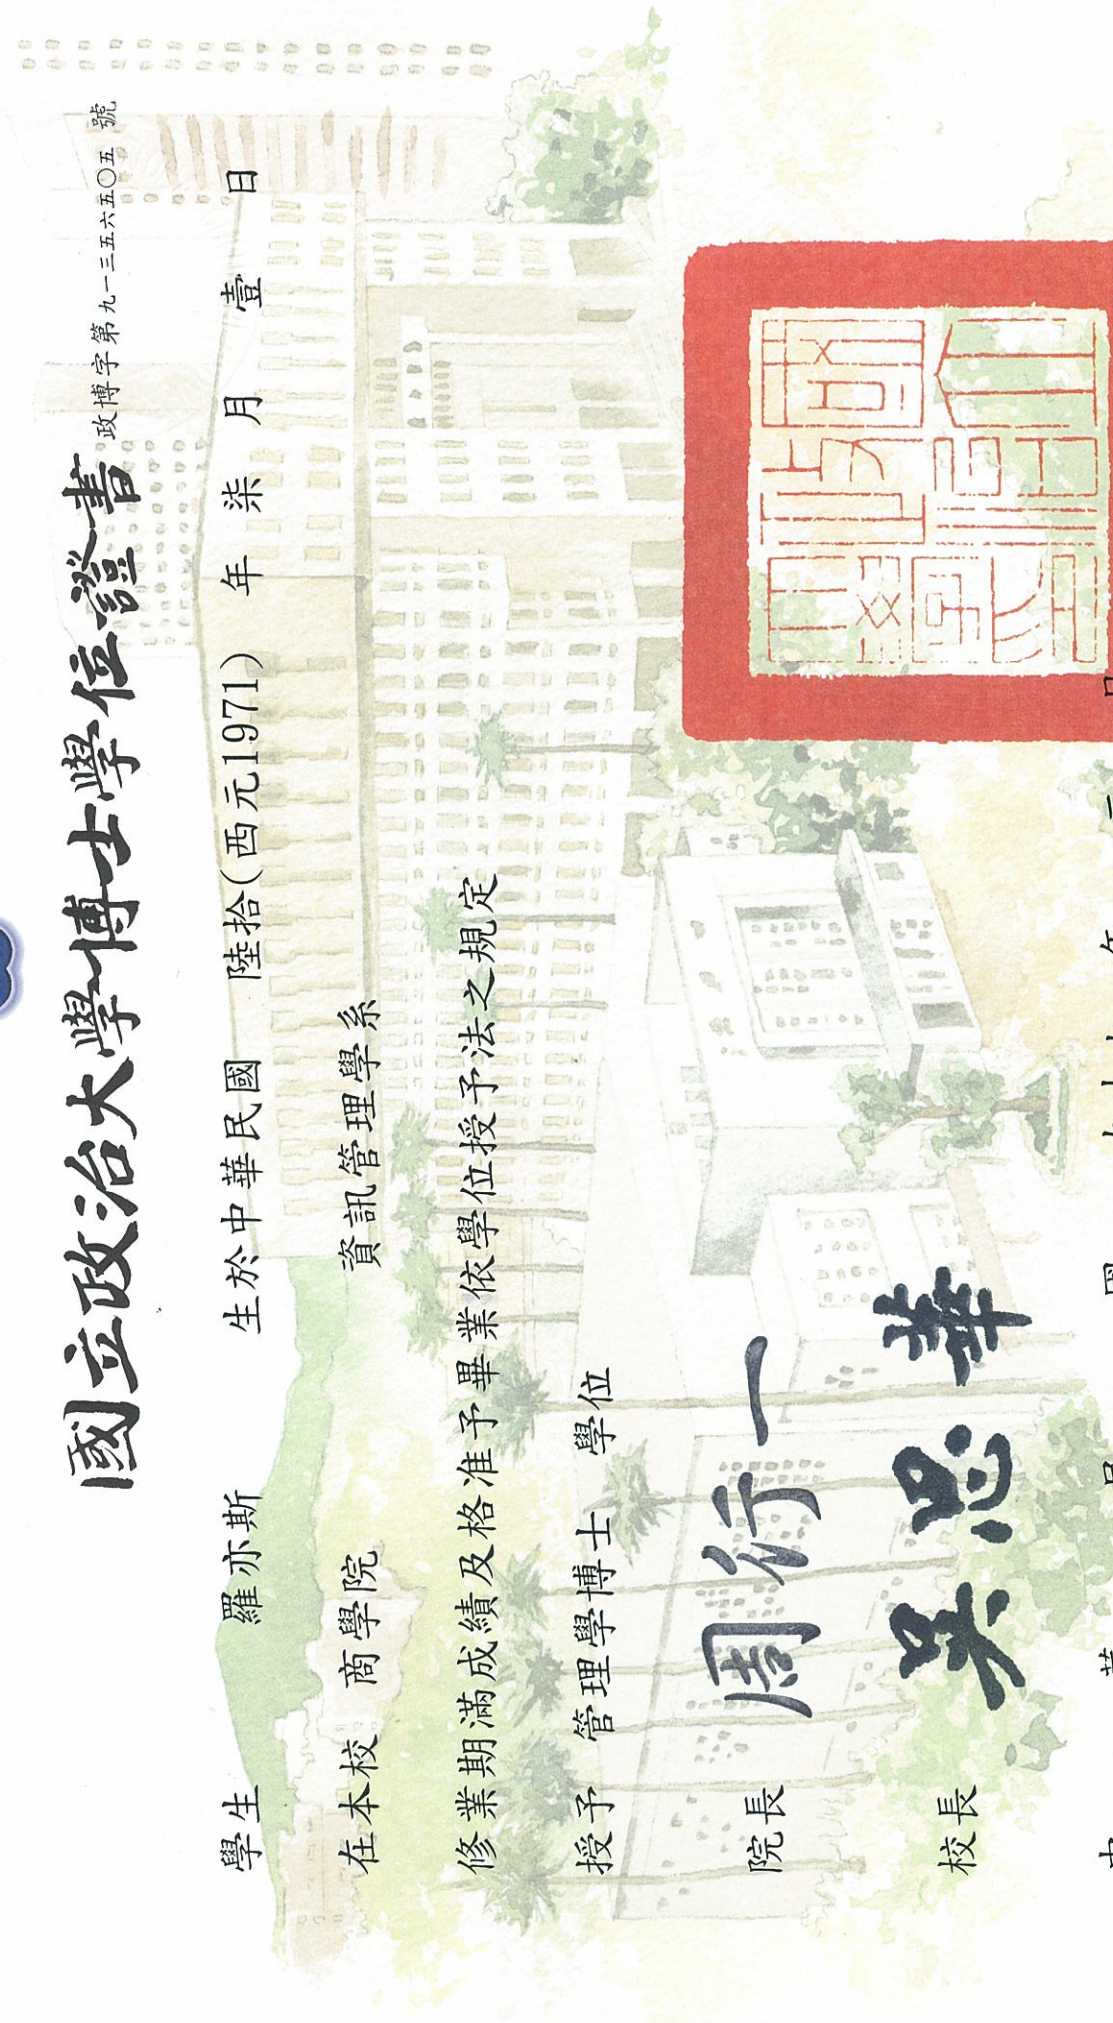 國立政治大學博士學位證書
政博字第九一三五六五〇五 號
學生 羅亦斯 生於中華民國 陸拾(西元1971) 年 柒 月 壹 日
在本校 商學院 資訊管理學系
修業期滿成績及格准予畢業依學位授予法之規定
授予 管理學博士 學位
院長 周行一
校長 吳思華